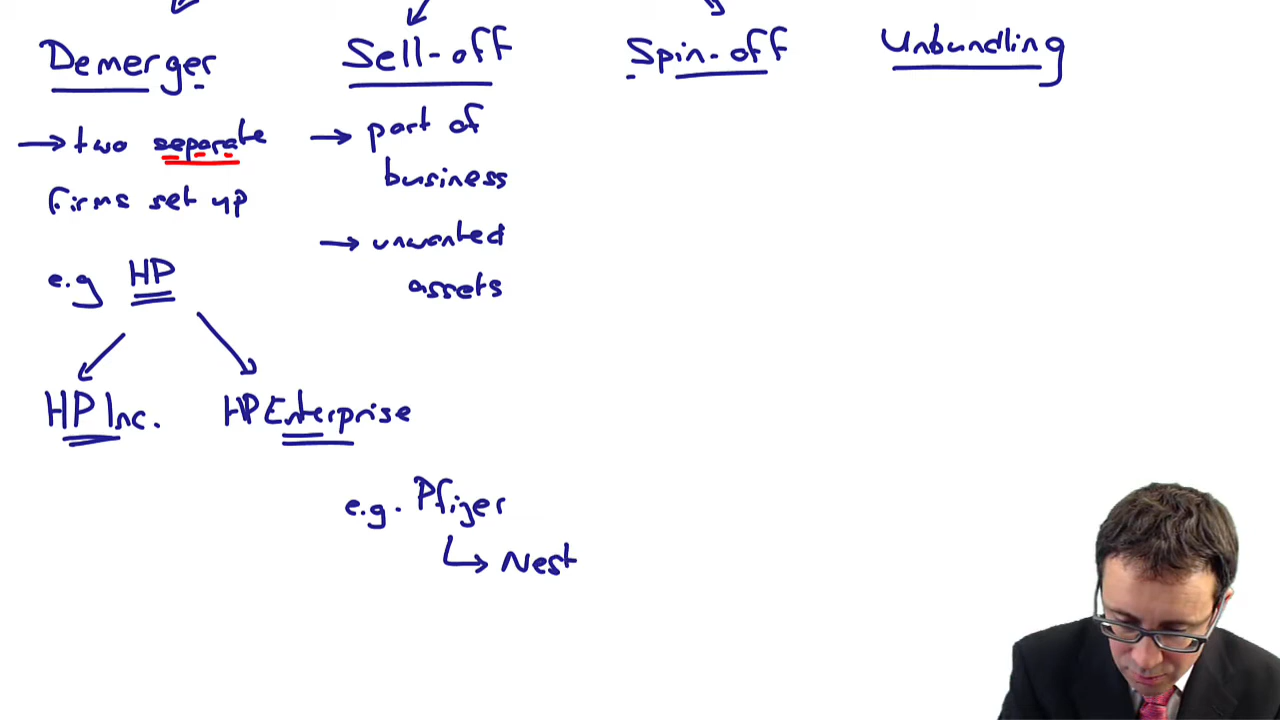 Demerger
→ two separate
firms set up
e.g HP
HP Inc. HP Enterprise
Sell-off
→ part of
business
→ unwanted
assets
e.g. Pfizer
↳ Nest
Spin-off
Unbundling